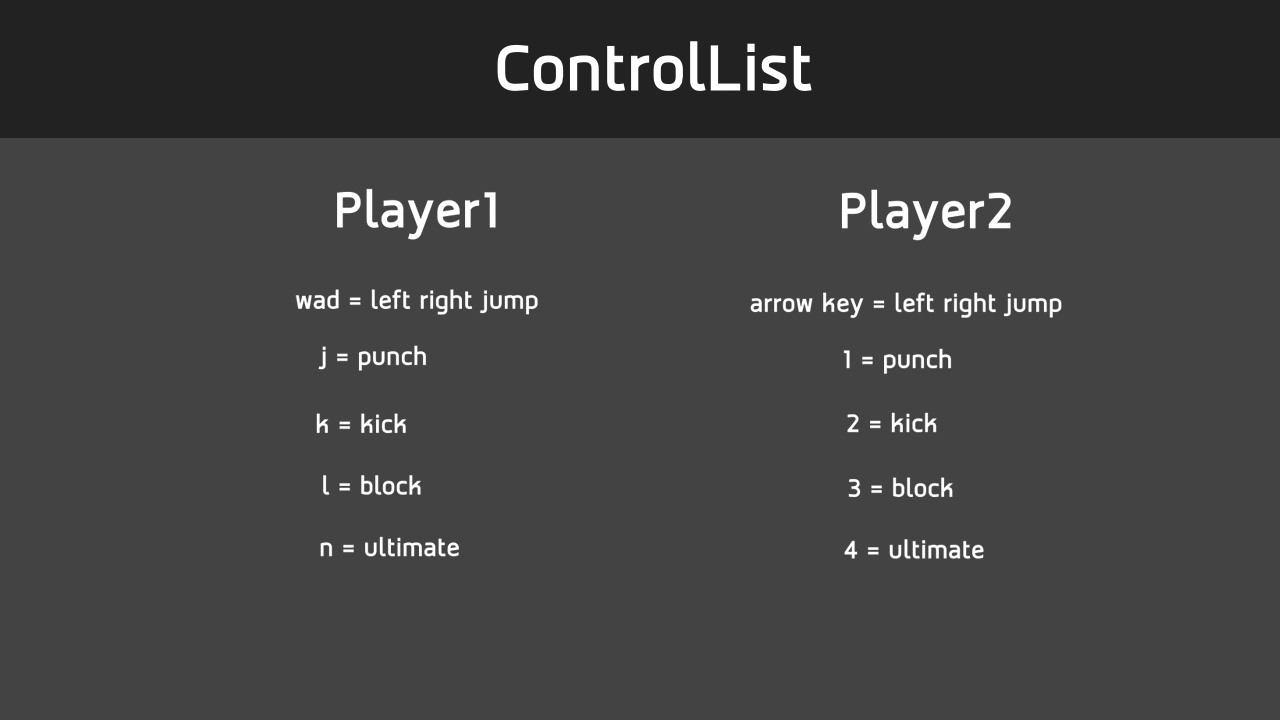 ControlList
Player1
wad = left right jump
j = punch
k = kick
l = block
n = ultimate
Player2
arrow key = left right jump
1 = punch
2 = kick
3 = block
4 = ultimate